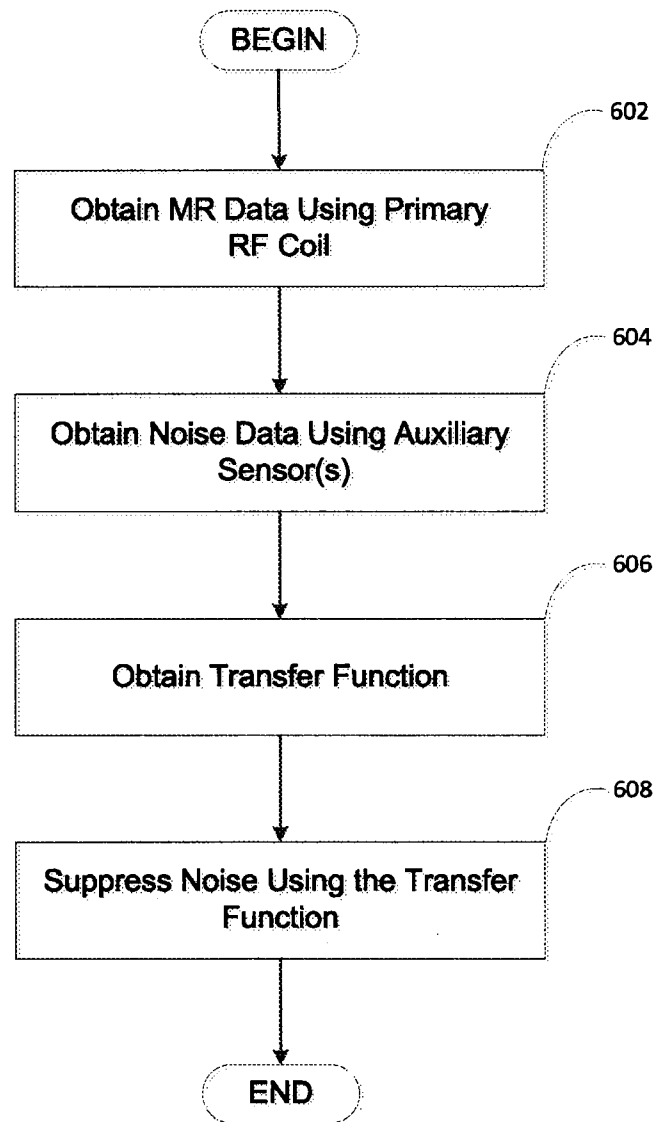 BEGIN
602
Obtain MR Data Using Primary
RF Coil
604
Obtain Noise Data Using Auxiliary
Sensor(s)
606
Obtain Transfer Function
608
Suppress Noise Using the Transfer
Function
END